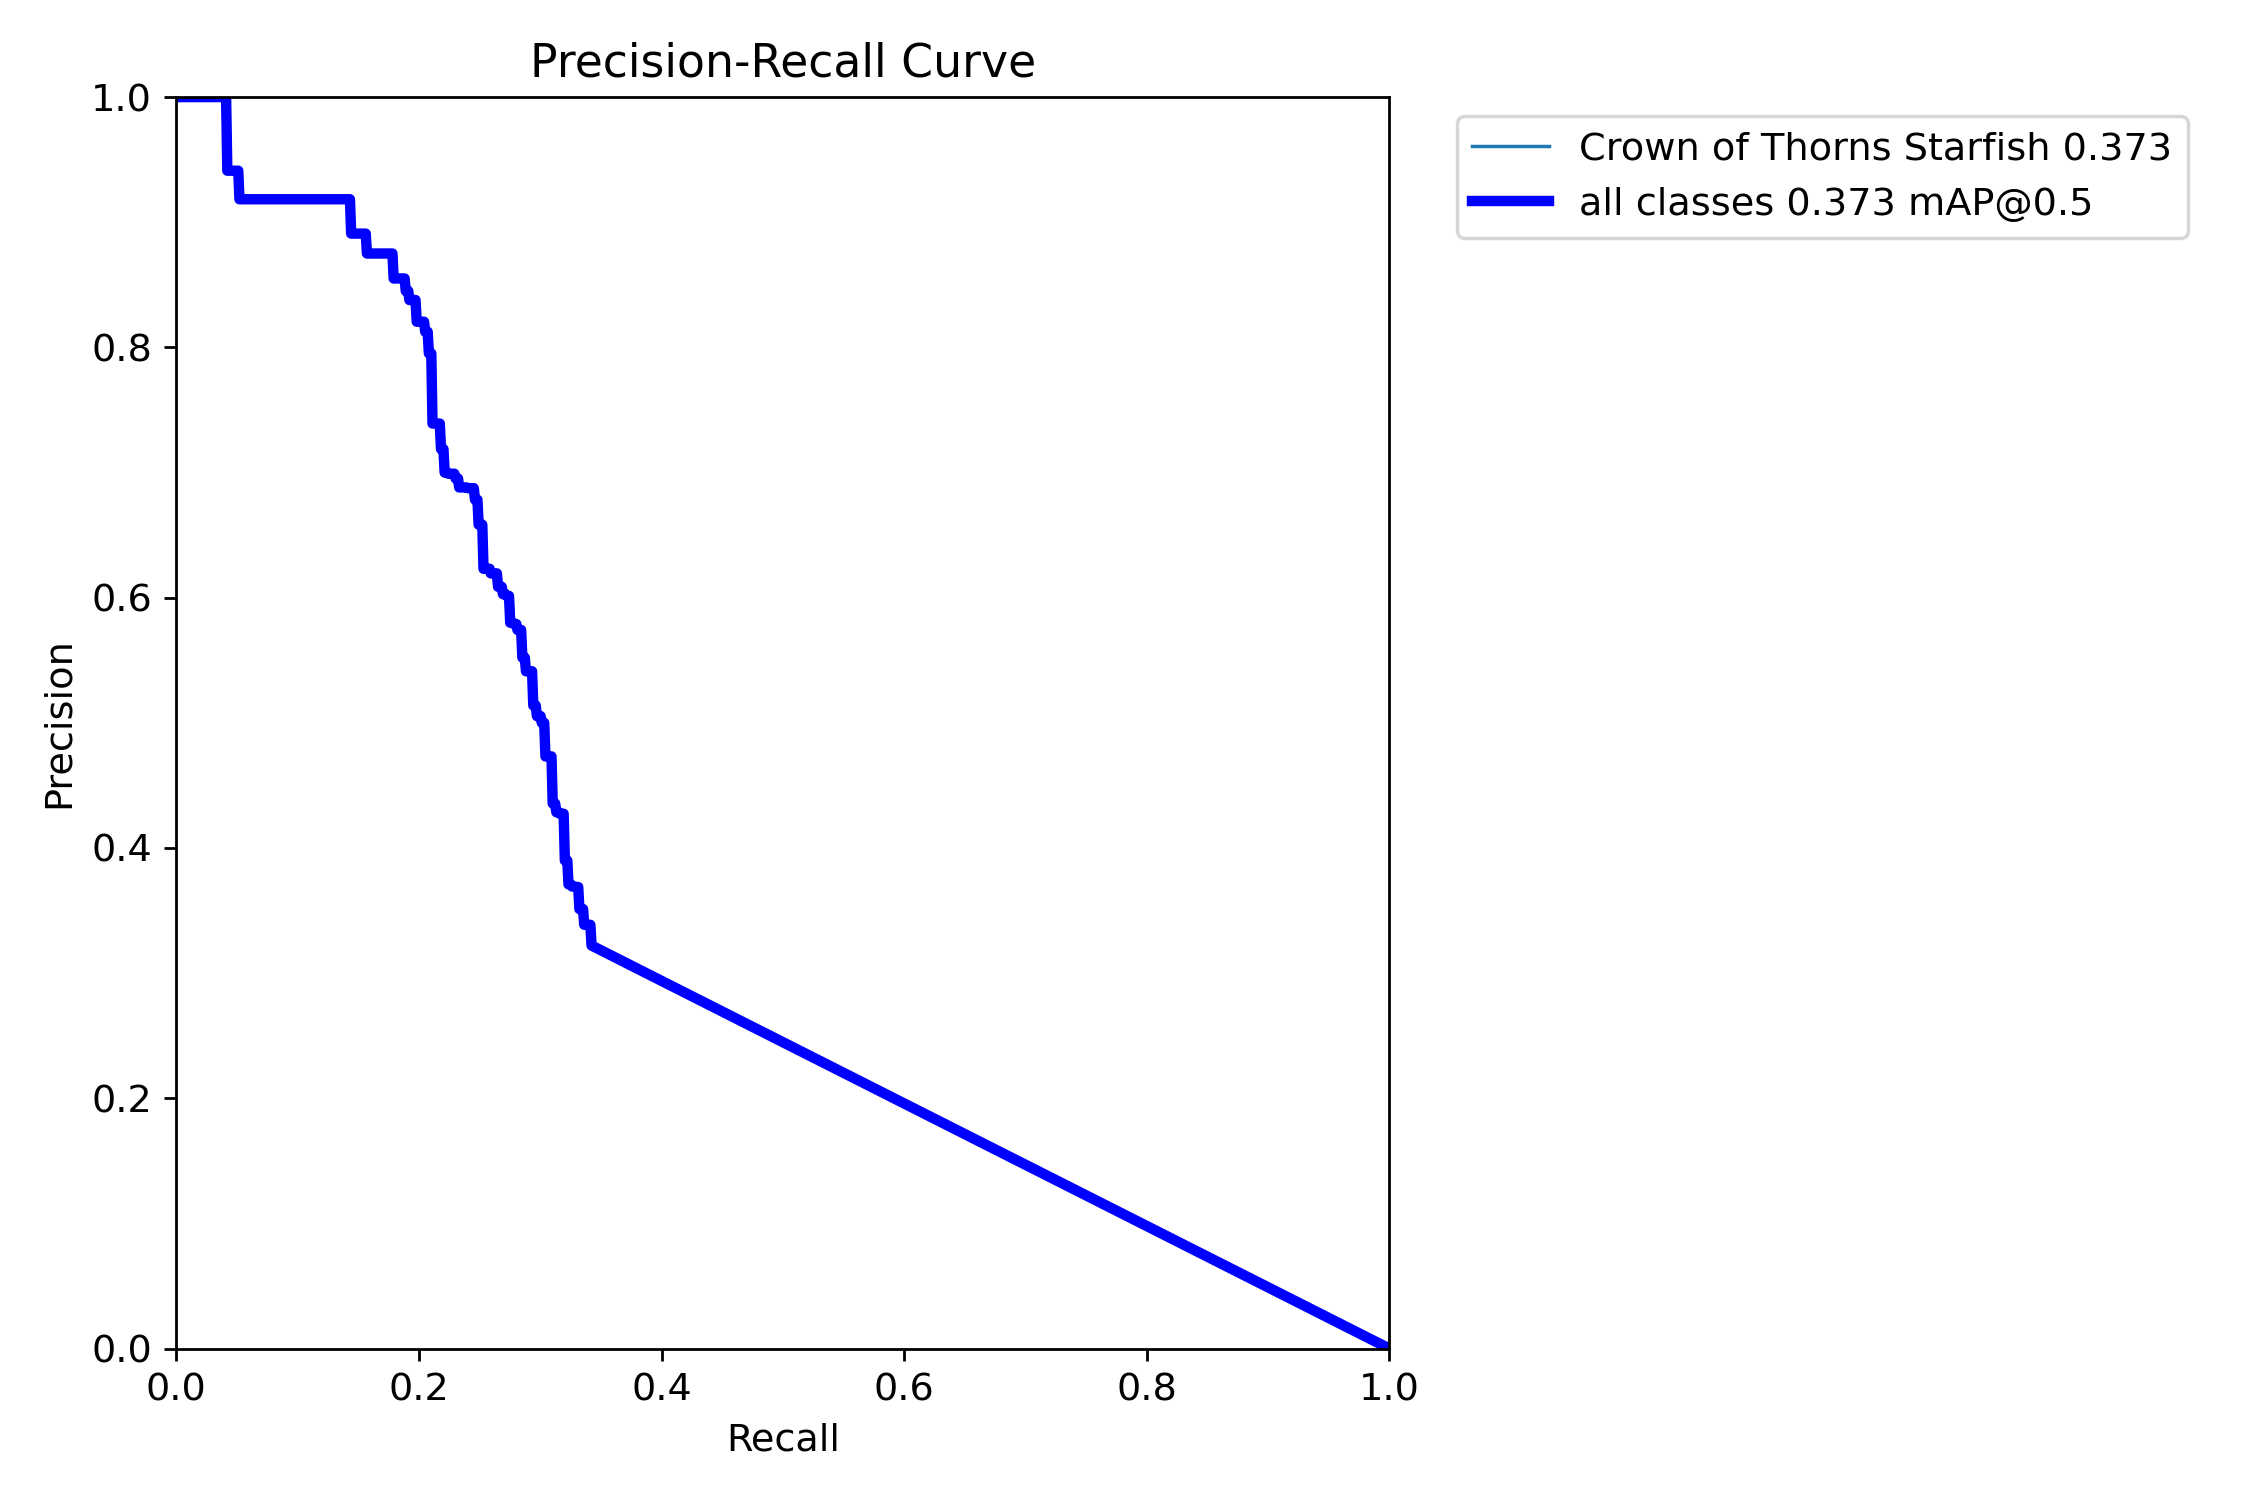 Precision-Recall Curve
Crown of Thorns Starfish 0.373
all classes 0.373 mAP@0.5
1.0
0.8
0.6
0.4
0.2
0.0
Precision
0.0 0.2 0.4 0.6 0.8 1.0
Recall